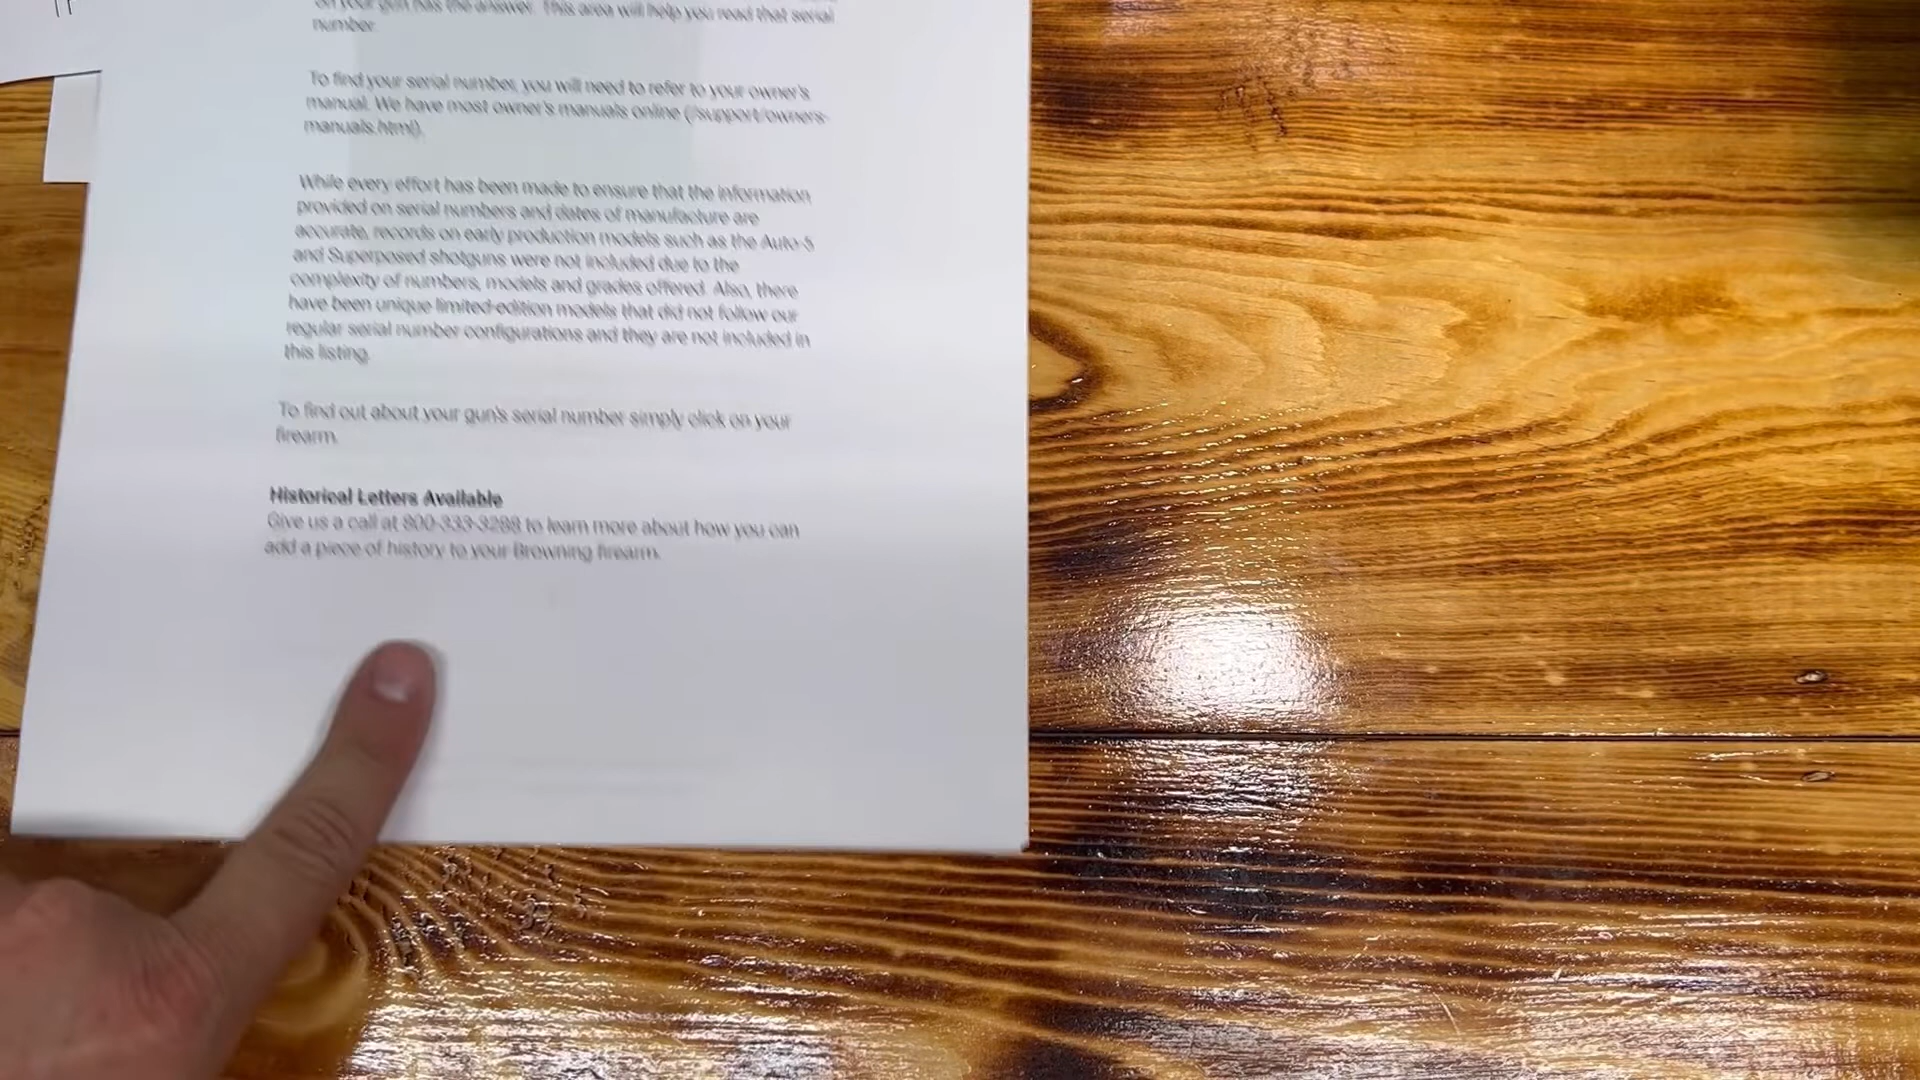 on your gun has the answer. This area will help you read that serial
number.
To find your serial number, you will need to refer to your owner's
manual. We have most owner's manuals online (/support/owners-
manuals.html).
While every effort has been made to ensure that the information
provided on serial numbers and dates of manufacture are
accurate, records on early production models such as the Auto-5
and Superposed shotguns were not included due to the
complexity of numbers, models and grades offered. Also, there
have been unique limited-edition models that did not follow our
regular serial number configurations and they are not included in
this listing.
To find out about your gun's serial number simply click on your
firearm.
Historical Letters Available
Give us a call at 800-333-3288 to learn more about how you can
add a piece of history to your Browning firearm.